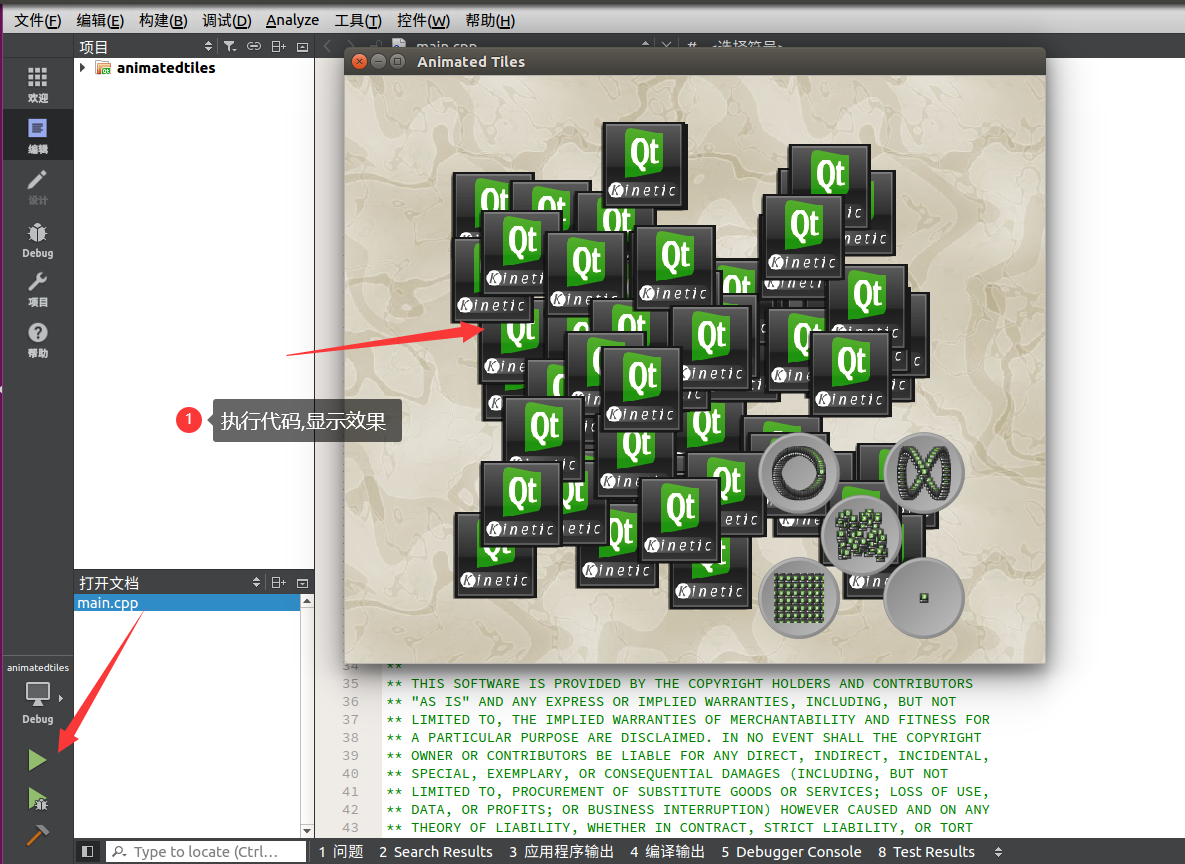 文件(F) 编辑(E) 构建(B) 调试(D) Analyze 工具(T) 控件(W) 帮助(H)
项目
main.cpp
# <选择符号>
Animated Tiles
animatedtiles
欢迎
编辑
设计
Debug
项目
帮助
Qt
Kinetic
1 执行代码,显示效果
打开文档
main.cpp
animatedtiles
Debug
34 **
35 ** THIS SOFTWARE IS PROVIDED BY THE COPYRIGHT HOLDERS AND CONTRIBUTORS
36 ** "AS IS" AND ANY EXPRESS OR IMPLIED WARRANTIES, INCLUDING, BUT NOT
37 ** LIMITED TO, THE IMPLIED WARRANTIES OF MERCHANTABILITY AND FITNESS FOR
38 ** A PARTICULAR PURPOSE ARE DISCLAIMED. IN NO EVENT SHALL THE COPYRIGHT
39 ** OWNER OR CONTRIBUTORS BE LIABLE FOR ANY DIRECT, INDIRECT, INCIDENTAL,
40 ** SPECIAL, EXEMPLARY, OR CONSEQUENTIAL DAMAGES (INCLUDING, BUT NOT
41 ** LIMITED TO, PROCUREMENT OF SUBSTITUTE GOODS OR SERVICES; LOSS OF USE,
42 ** DATA, OR PROFITS; OR BUSINESS INTERRUPTION) HOWEVER CAUSED AND ON ANY
43 ** THEORY OF LIABILITY, WHETHER IN CONTRACT, STRICT LIABILITY, OR TORT
Type to locate (Ctrl...
1 问题 2 Search Results 3 应用程序输出 4 编译输出 5 Debugger Console 8 Test Results